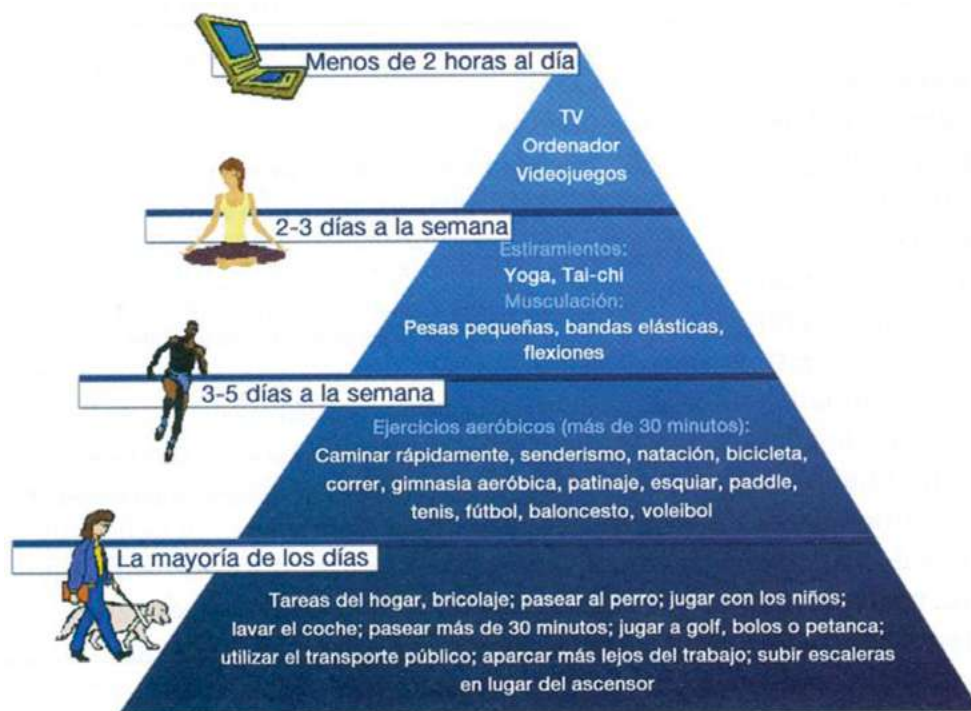 Menos de 2 horas al día
TV
Ordenador
Videojuegos
2-3 días a la semana
Estiramientos:
Yoga, Tai-chi
Musculación:
Pesas pequeñas, bandas elásticas,
flexiones
3-5 días a la semana
Ejercicios aeróbicos (más de 30 minutos):
Caminar rápidamente, senderismo, natación, bicicleta,
correr, gimnasia aeróbica, patinaje, esquiar, paddle,
tenis, fútbol, baloncesto, voleibol
La mayoría de los días
Tareas del hogar, bricolaje; pasear al perro; jugar con los niños;
lavar el coche; pasear más de 30 minutos; jugar a golf, bolos o petanca;
utilizar el transporte público; aparcar más lejos del trabajo; subir escaleras
en lugar del ascensor